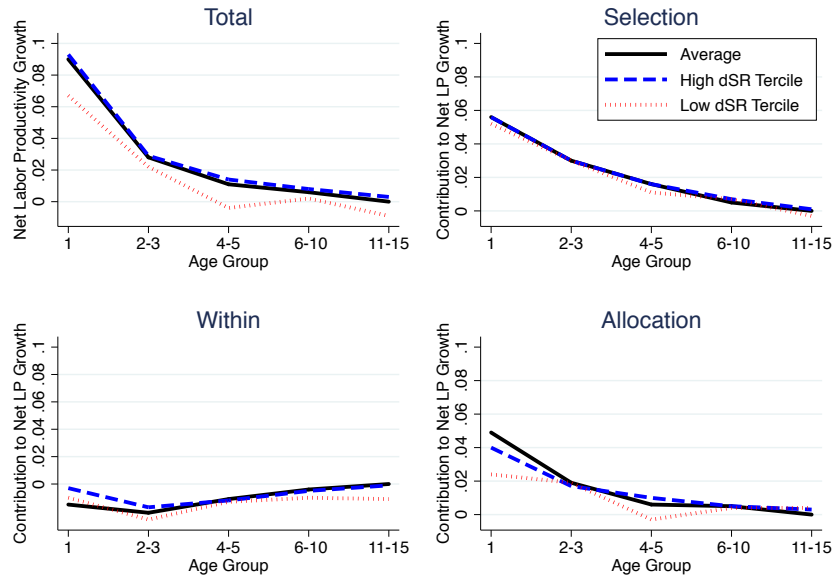 Total
Net Labor Productivity Growth
0 .02 .04 .06 .08 .1
1 2-3 4-5 6-10 11-15
Age Group
Selection
Contribution to Net LP Growth
0 .02 .04 .06 .08 .1
Average
High dSR Tercile
Low dSR Tercile
1 2-3 4-5 6-10 11-15
Age Group
Within
Contribution to Net LP Growth
0 .02 .04 .06 .08 .1
1 2-3 4-5 6-10 11-15
Age Group
Allocation
Contribution to Net LP Growth
0 .02 .04 .06 .08 .1
1 2-3 4-5 6-10 11-15
Age Group